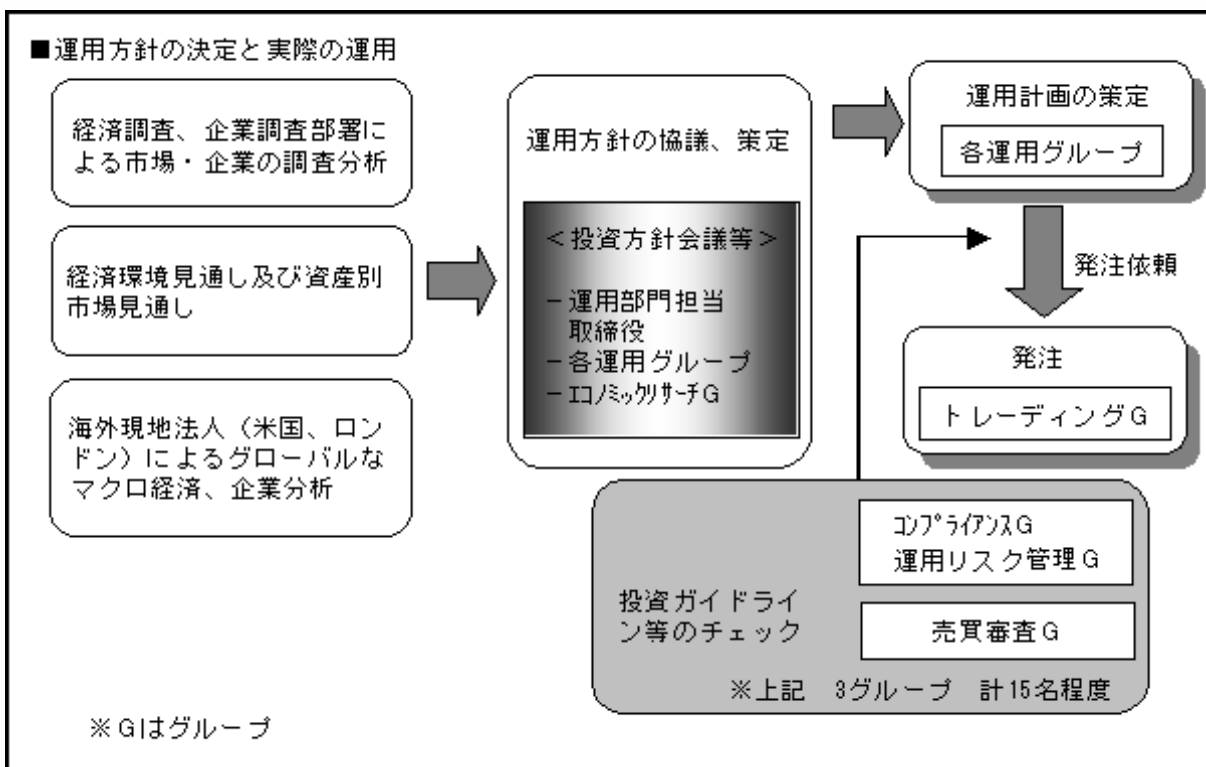 ■運用方針の決定と実際の運用
経済調査、企業調査部署に
よる市場・企業の調査分析
経済環境見通し及び資産別
市場見通し
海外現地法人（米国、ロン
ドン）によるグローバルな
マクロ経済、企業分析
運用方針の協議、策定
＜投資方針会議等＞
－運用部門担当
取締役
－各運用グループ
－ｴｺﾉﾐｯｸﾘｻｰﾁＧ
運用計画の策定
各運用グループ
発注依頼
発注
トレーディングＧ
ｺﾝﾌﾟﾗｲｱﾝｽＧ
運用リスク管理Ｇ
投資ガイドライ
ン等のチェック
売買審査Ｇ
※上記　3グループ　計15名程度
※Ｇはグループ